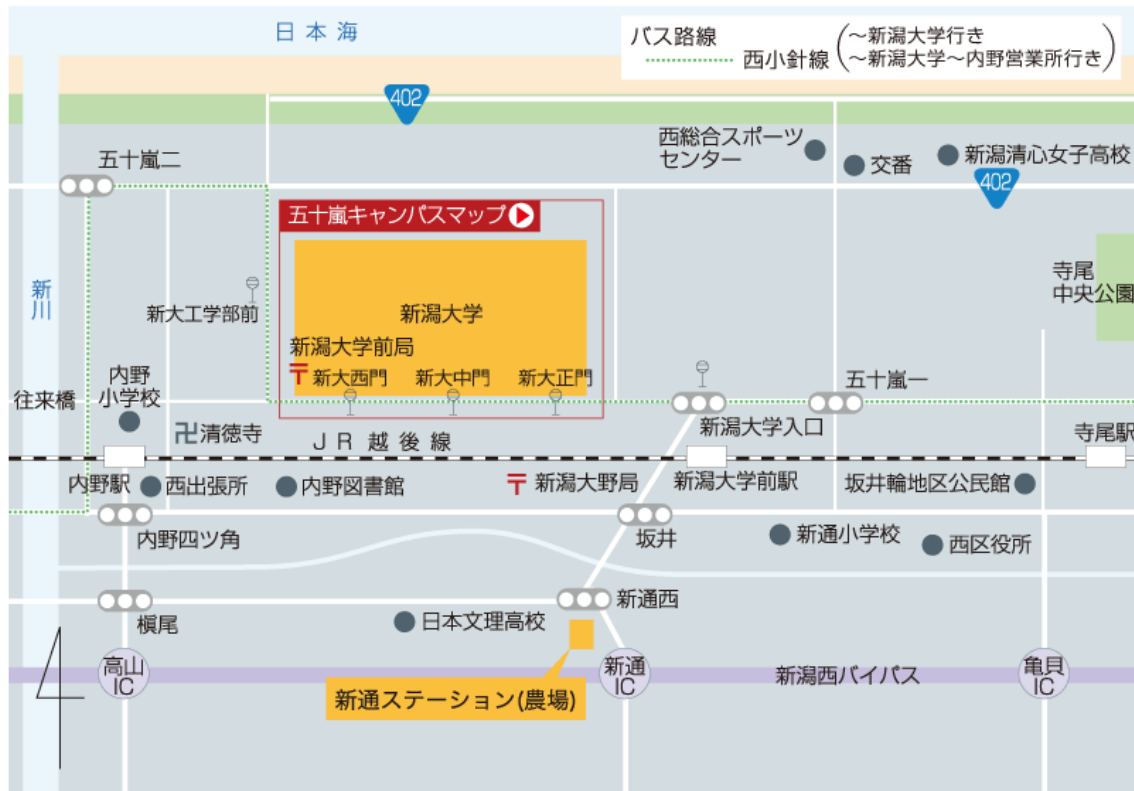 日本海
バス路線
西小針線
～新潟大学行き
～新潟大学～内野営業所行き
402
西総合スポーツ
センター
交番
新潟清心女子高校
402
五十嵐二
五十嵐キャンパスマップ
寺尾
中央公園
新川
新大工学部前
新潟大学
新潟大学前局
〒
新大西門
新大中門
新大正門
内野
小学校
往来橋
五十嵐一
新潟大学入口
卍清徳寺
JR越後線
寺尾駅
内野駅
西出張所
内野図書館
〒
新潟大野局
新潟大学前駅
坂井輪地区公民館
内野四ツ角
坂井
新通小学校
西区役所
槇尾
日本文理高校
新通西
高山
IC
新通
IC
新潟西バイパス
亀貝
IC
新通ステーション(農場)